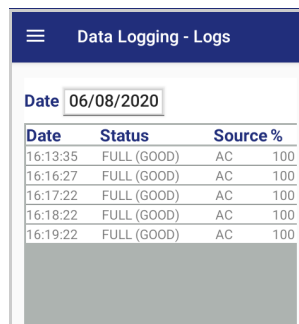 Data Logging - Logs
Date 06/08/2020
Date Status Source %
16:13:35 FULL (GOOD) AC 100
16:16:27 FULL (GOOD) AC 100
16:17:22 FULL (GOOD) AC 100
16:18:22 FULL (GOOD) AC 100
16:19:22 FULL (GOOD) AC 100